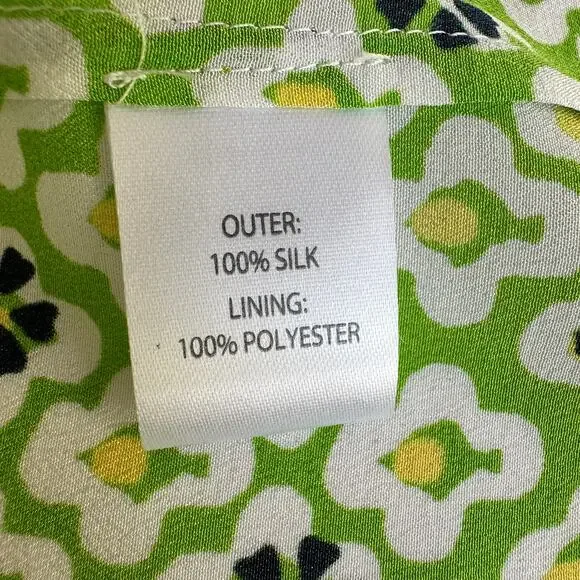 OUTER:
100% SILK
LINING:
100% POLYESTER